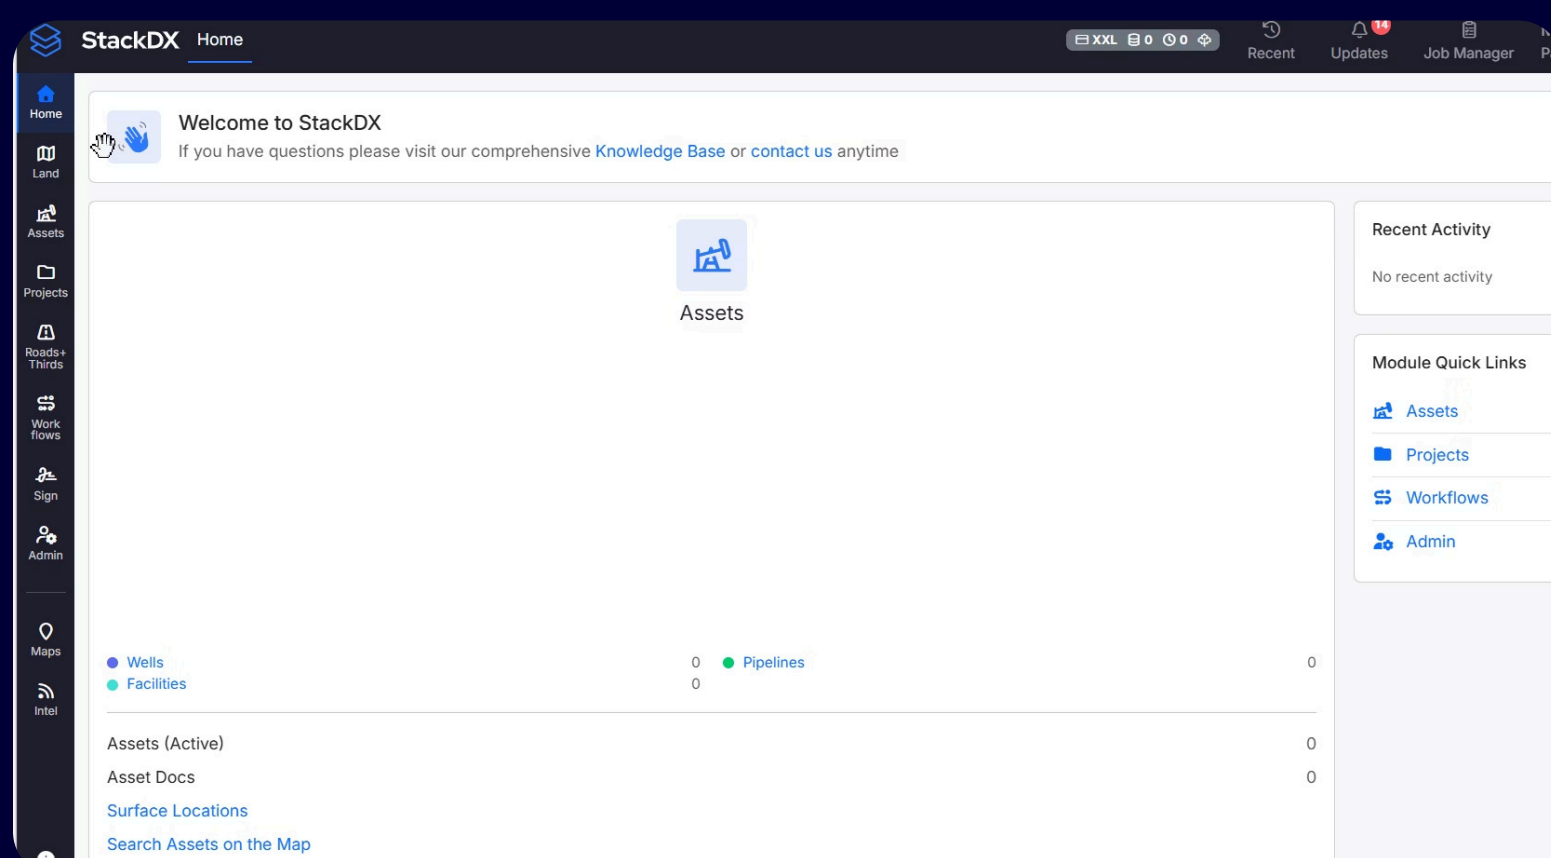 StackDX Home
XXL 0 0
Recent
14
Updates
Job Manager
Home
Land
Assets
Projects
Roads+
Thirds
Work
flows
Sign
Admin
Maps
Intel
Welcome to StackDX
If you have questions please visit our comprehensive Knowledge Base or contact us anytime
Assets
Wells 0
Pipelines 0
Facilities 0
Assets (Active) 0
Asset Docs 0
Surface Locations
Search Assets on the Map
Recent Activity
No recent activity
Module Quick Links
Assets
Projects
Workflows
Admin